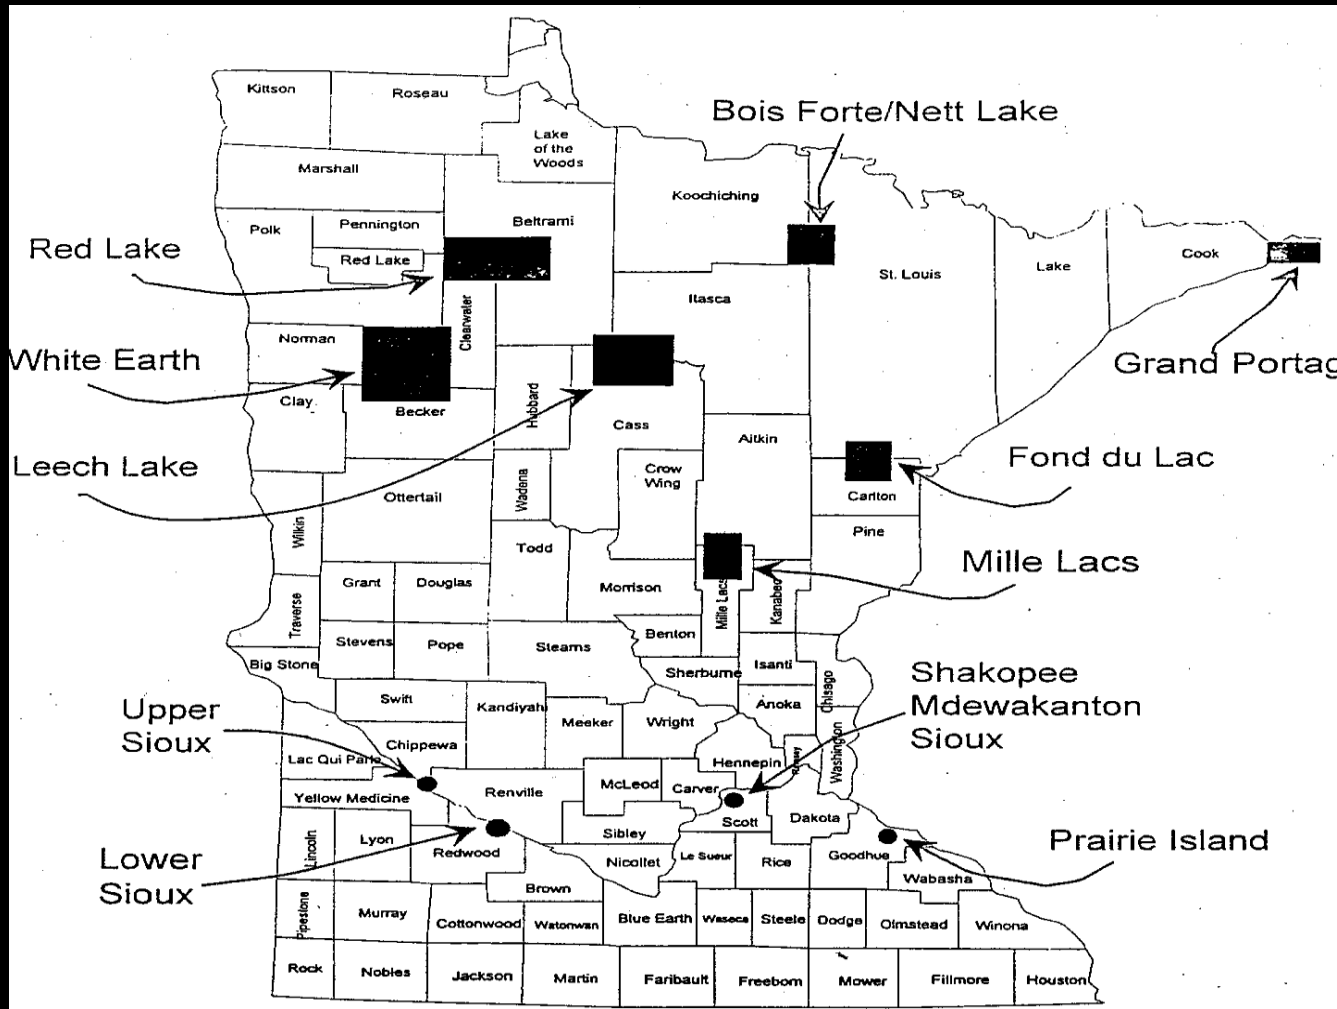 Kittson
Roseau
Lake
of the
Woods
Bois Forte/Nett Lake
Marshall
Koochiching
Polk
Pennington
Beltrami
Red Lake
Red Lake
St. Louis
Lake
Cook
Itasca
Clearwater
Norman
White Earth
Grand Portag
Clay
Becker
Hubbard
Cass
Aitkin
Leech Lake
Crow
Wing
Fond du Lac
Ottertail
Wadena
Carlton
Wilkin
Pine
Todd
Mille Lacs
Grant
Douglas
Morrison
Mille Lacs
Kanabec
Traverse
Stevens
Pope
Stearns
Benton
Big Stone
Sherburne
Isanti
Shakopee
Mdewakanton
Sioux
Swift
Kandiyahi
Anoka
Chisago
Upper
Sioux
Meeker
Wright
Chippewa
Washington
Lac Qui Parle
Hennepin
Ramsey
Yellow Medicine
Renville
McLeod
Carver
Scott
Dakota
Lincoln
Lyon
Redwood
Sibley
Prairie Island
Lower
Sioux
Nicollet
Le Sueur
Rice
Goodhue
Brown
Wabasha
Pipestone
Murray
Cottonwood
Watonwan
Blue Earth
Waseca
Steele
Dodge
Olmstead
Winona
Rock
Nobles
Jackson
Martin
Faribault
Freeborn
Mower
Fillmore
Houston